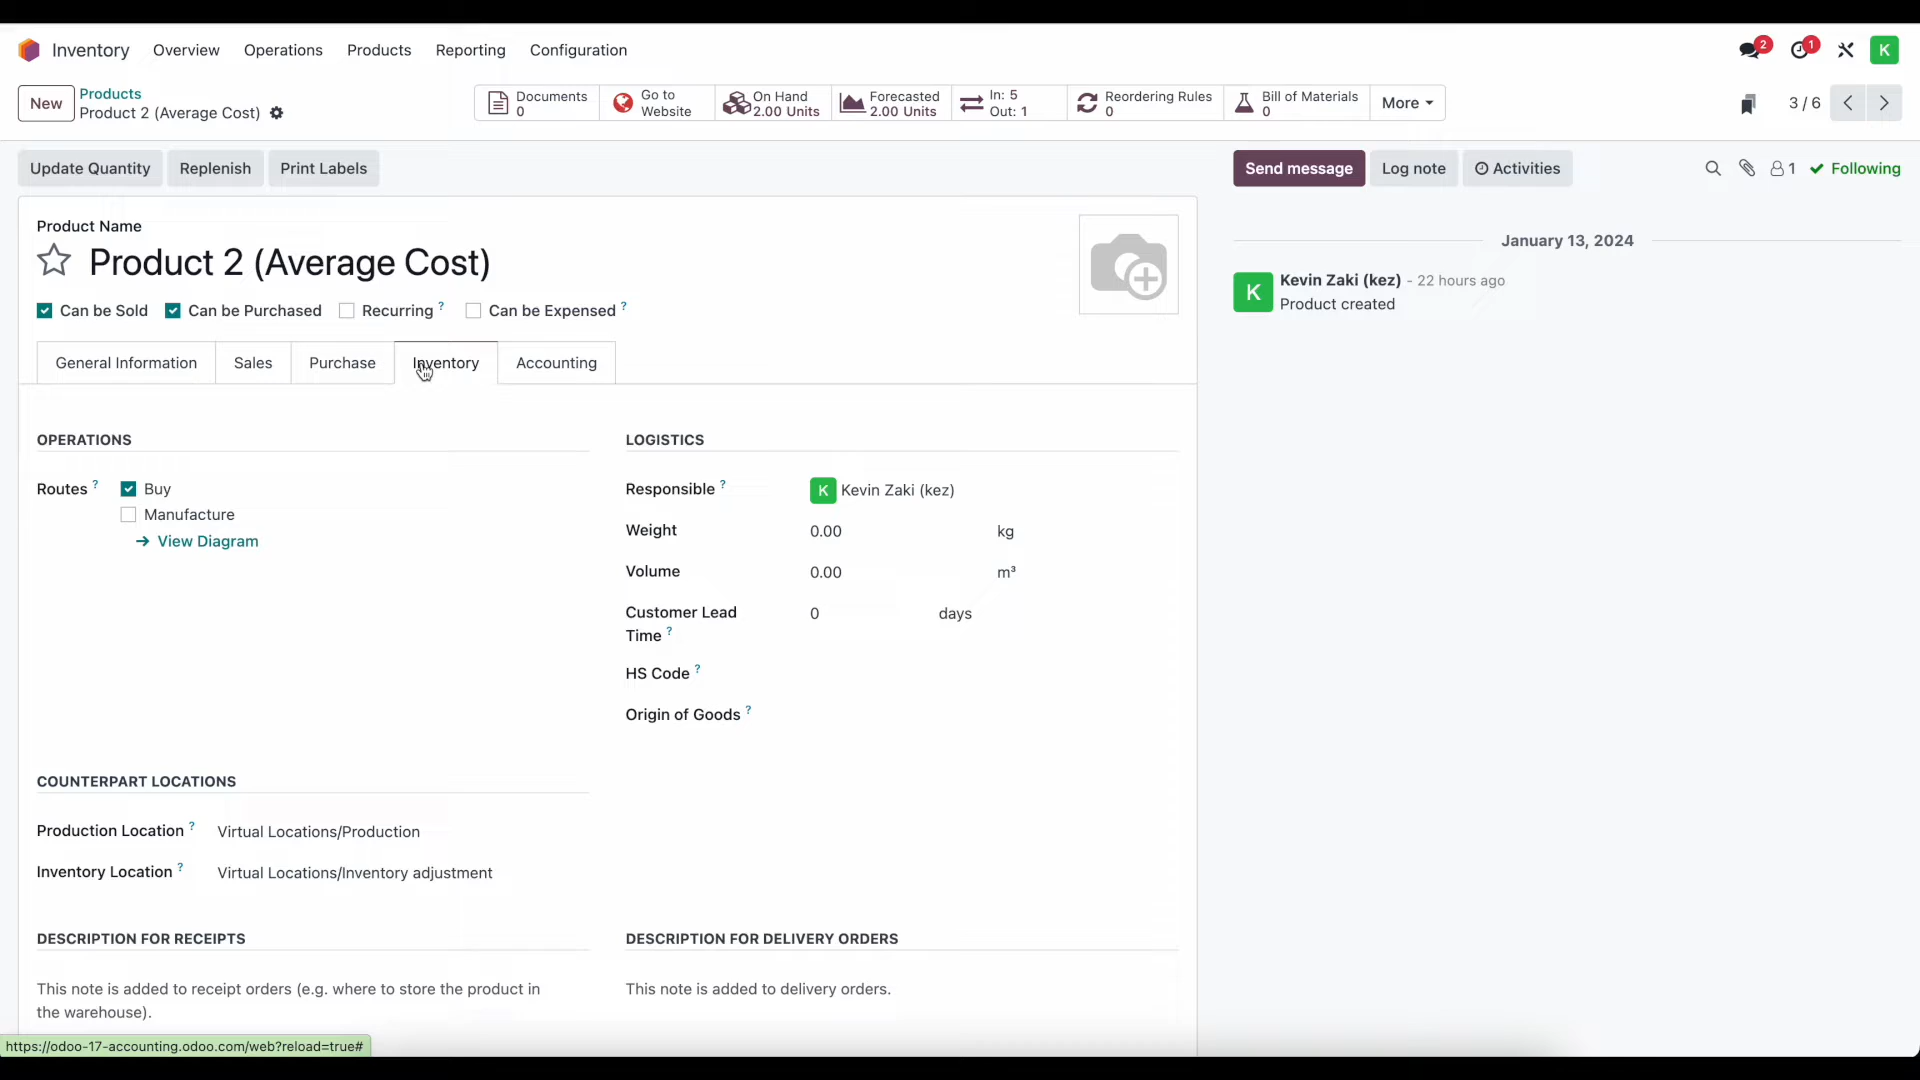 Inventory Overview Operations Products Reporting Configuration 2 1 K
New Products
Product 2 (Average Cost)
Documents 0
Go to Website
On Hand 2.00 Units
Forecasted 2.00 Units
In: 5 Out: 1
Reordering Rules 0
Bill of Materials 0
More
3 / 6
Update Quantity Replenish Print Labels
Send message Log note Activities 1 Following
Product Name
Product 2 (Average Cost)
Can be Sold Can be Purchased Recurring ? Can be Expensed ?
General Information Sales Purchase Inventory Accounting
January 13, 2024
K Kevin Zaki (kez) - 22 hours ago
Product created
OPERATIONS
Routes ? Buy
Manufacture
→ View Diagram
LOGISTICS
Responsible ? K Kevin Zaki (kez)
Weight 0.00 kg
Volume 0.00 m³
Customer Lead
Time ? 0 days
HS Code ?
Origin of Goods ?
COUNTERPART LOCATIONS
Production Location ? Virtual Locations/Production
Inventory Location ? Virtual Locations/Inventory adjustment
DESCRIPTION FOR RECEIPTS
This note is added to receipt orders (e.g. where to store the product in
the warehouse).
DESCRIPTION FOR DELIVERY ORDERS
This note is added to delivery orders.
https://odoo-17-accounting.odoo.com/web?reload=true#